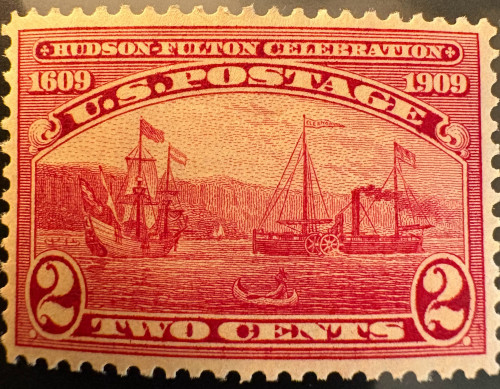 HUDSON-FULTON CELEBRATION
1609 1909
U.S. POSTAGE
2 TWO CENTS 2